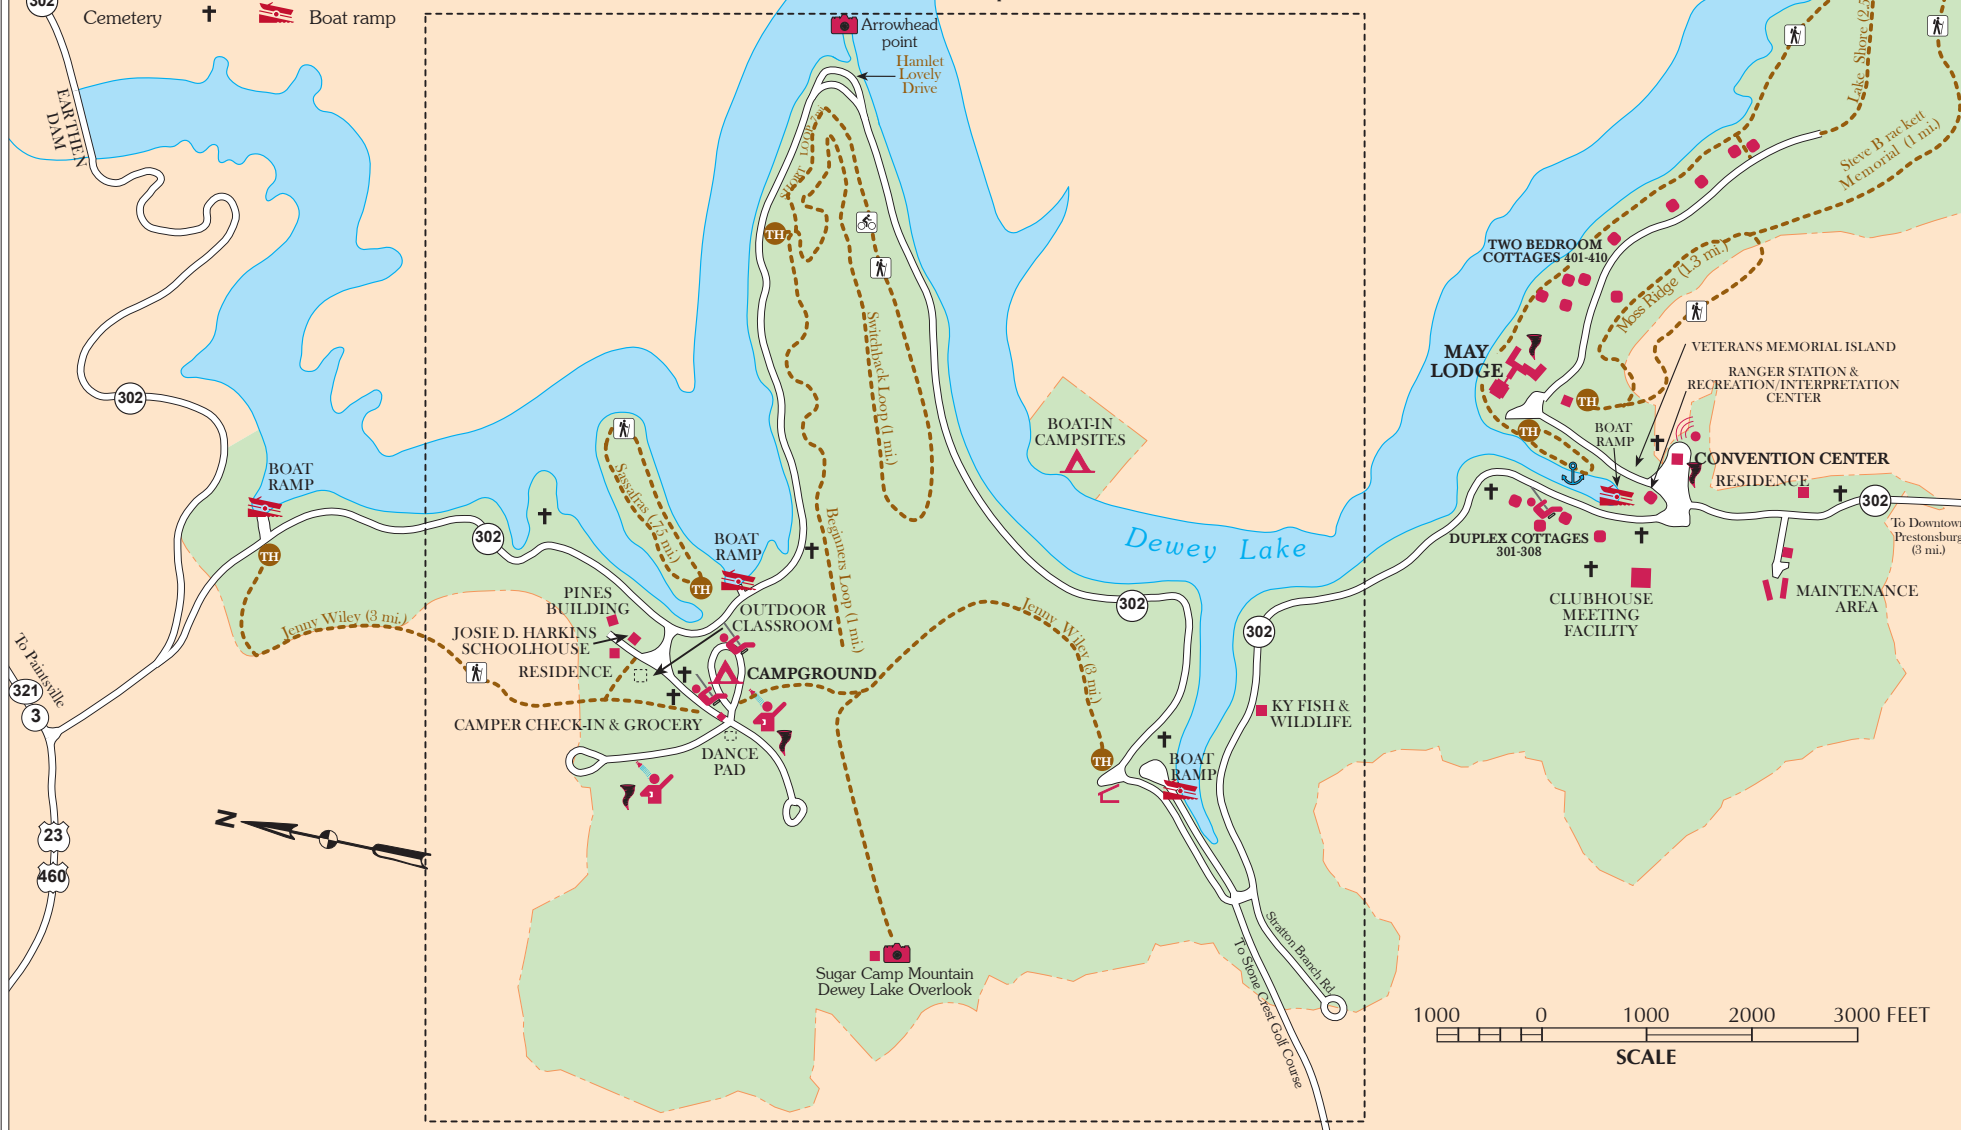 302
Cemetery
Boat ramp
EARTHEN
DAM
302
BOAT
RAMP
TH
Jenny Wiley (3 mi.)
To Paintsville
321
3
23
460
N
302
Arrowhead
point
Hamlet
Lovely
Drive
SHORT LOOP
TH
Switchback Loop (1 mi.)
Beginners Loop (1 mi.)
Sassafras (.75 mi.)
TH
BOAT
RAMP
PINES
BUILDING
JOSIE D. HARKINS
SCHOOLHOUSE
OUTDOOR
CLASSROOM
RESIDENCE
CAMPGROUND
CAMPER CHECK-IN & GROCERY
DANCE
PAD
Sugar Camp Mountain
Dewey Lake Overlook
BOAT-IN
CAMPSITES
Dewey Lake
302
Jenny Wiley (3 mi.)
TH
BOAT
RAMP
302
KY FISH &
WILDLIFE
Stratton Branch Rd.
To Stone Crest Golf Course
Lake Shore (2.5
Steve Brackett
Memorial (1 mi.)
TWO BEDROOM
COTTAGES 401-410
Moss Ridge (1.3 mi.)
MAY
LODGE
TH
TH
VETERANS MEMORIAL ISLAND
RANGER STATION &
RECREATION/INTERPRETATION
CENTER
BOAT
RAMP
CONVENTION CENTER
RESIDENCE
302
To Downtown
Prestonsburg
(3 mi.)
DUPLEX COTTAGES
301-308
CLUBHOUSE
MEETING
FACILITY
MAINTENANCE
AREA
1000 0 1000 2000 3000 FEET
SCALE